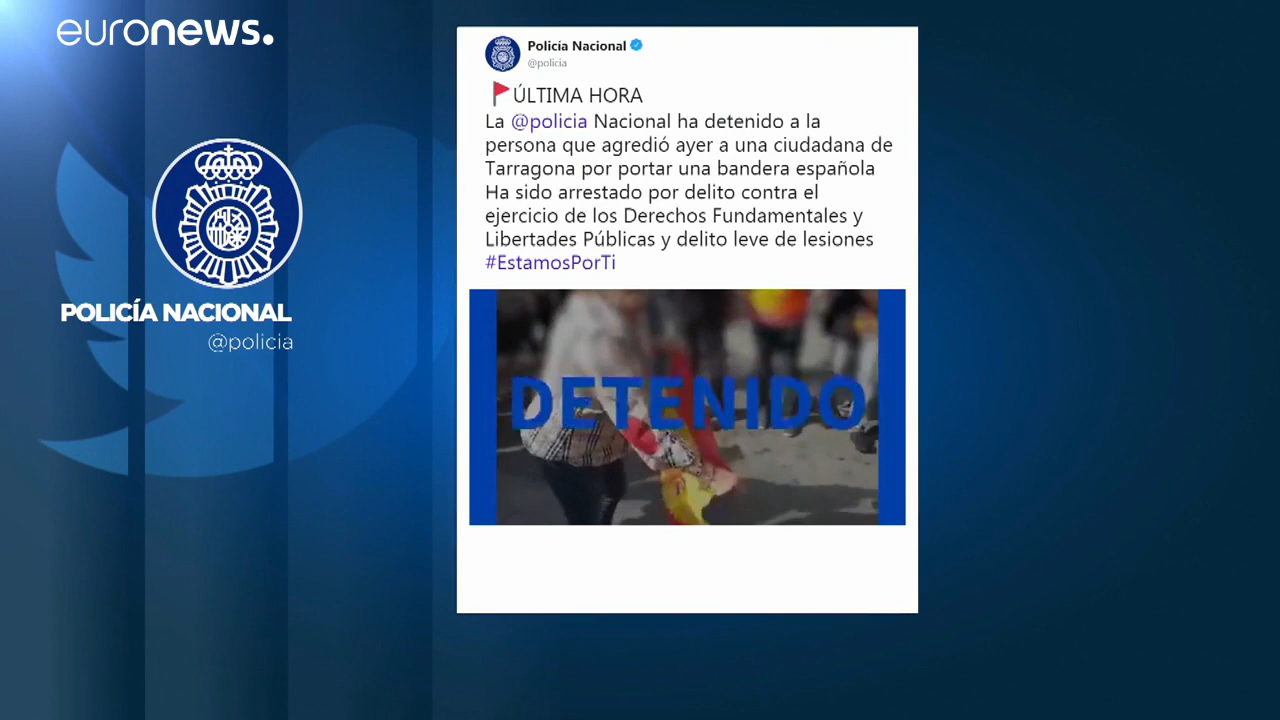 euronews.
POLICÍA NACIONAL
@policia
Policía Nacional
@policia
ÚLTIMA HORA
La @policia Nacional ha detenido a la
persona que agredió ayer a una ciudadana de
Tarragona por portar una bandera española
Ha sido arrestado por delito contra el
ejercicio de los Derechos Fundamentales y
Libertades Públicas y delito leve de lesiones
#EstamosPorTi
DETENIDO